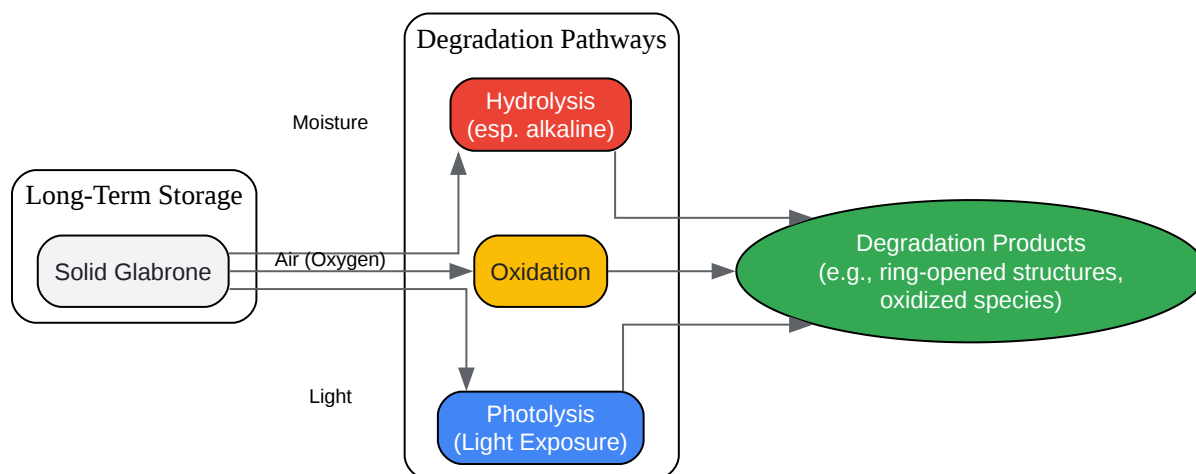 Degradation Pathways
Moisture
Hydrolysis
(esp. alkaline)
Long-Term Storage
Solid Glabrone
Air (Oxygen)
Oxidation
Degradation Products
(e.g., ring-opened structures,
oxidized species)
Light
Photolysis
(Light Exposure)